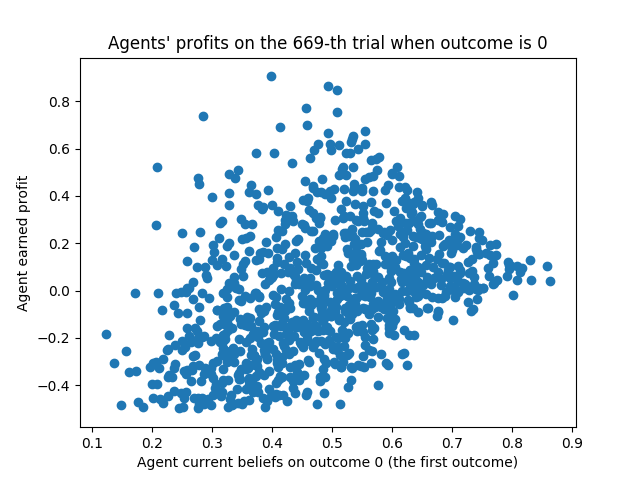 Agents' profits on the 669-th trial when outcome is 0
Agent earned profit
0.8
0.6
0.4
0.2
0.0
−0.2
−0.4
0.1 0.2 0.3 0.4 0.5 0.6 0.7 0.8 0.9
Agent current beliefs on outcome 0 (the first outcome)